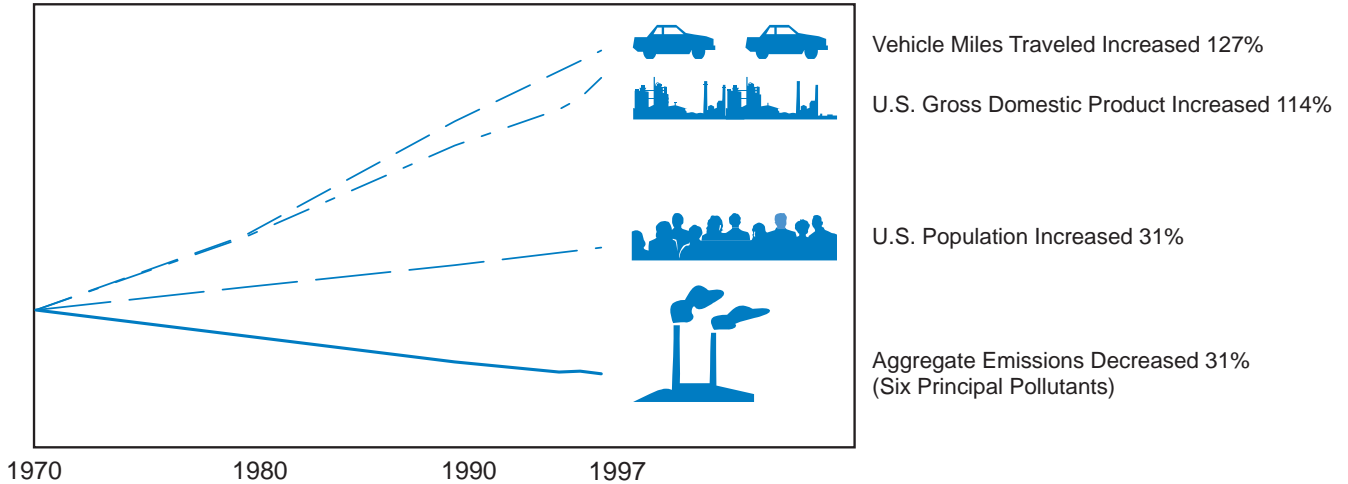 Vehicle Miles Traveled Increased 127%
U.S. Gross Domestic Product Increased 114%
U.S. Population Increased 31%
Aggregate Emissions Decreased 31%
(Six Principal Pollutants)
1970 1980 1990 1997